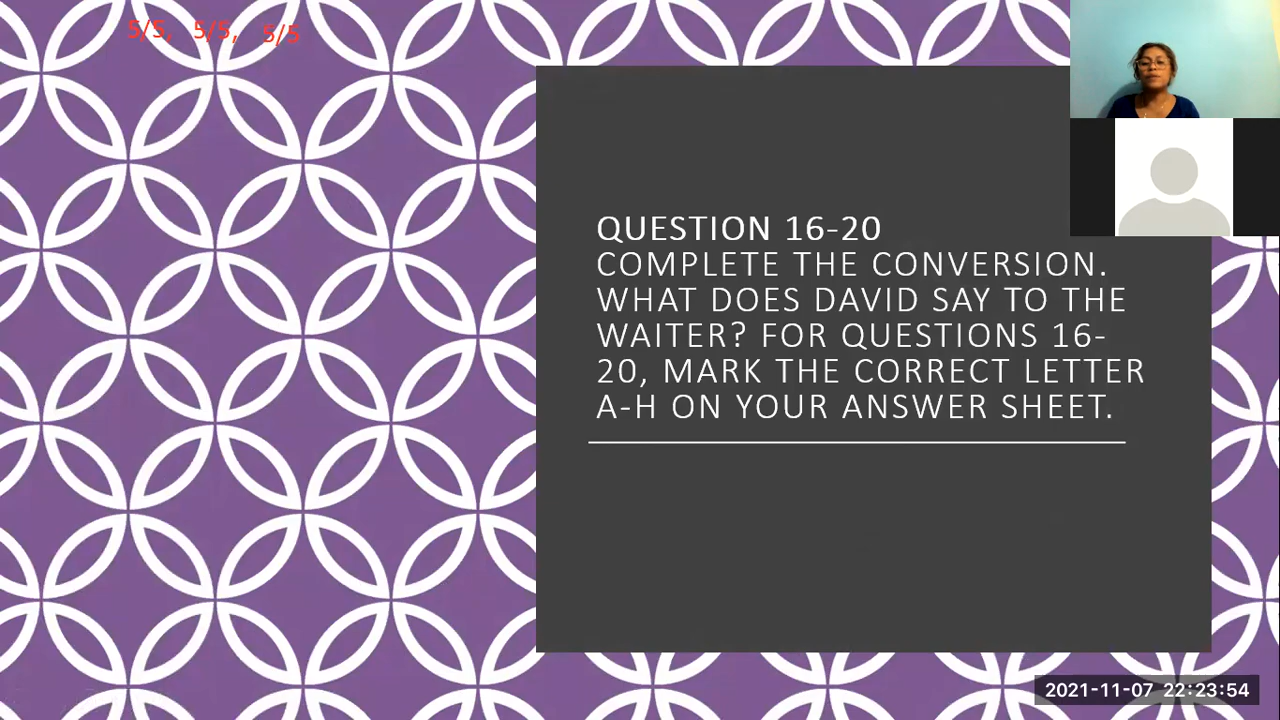 5/5, 5/5, 5/5
QUESTION 16-20
COMPLETE THE CONVERSION.
WHAT DOES DAVID SAY TO THE
WAITER? FOR QUESTIONS 16-
20, MARK THE CORRECT LETTER
A-H ON YOUR ANSWER SHEET.
2021-11-07 22:23:54